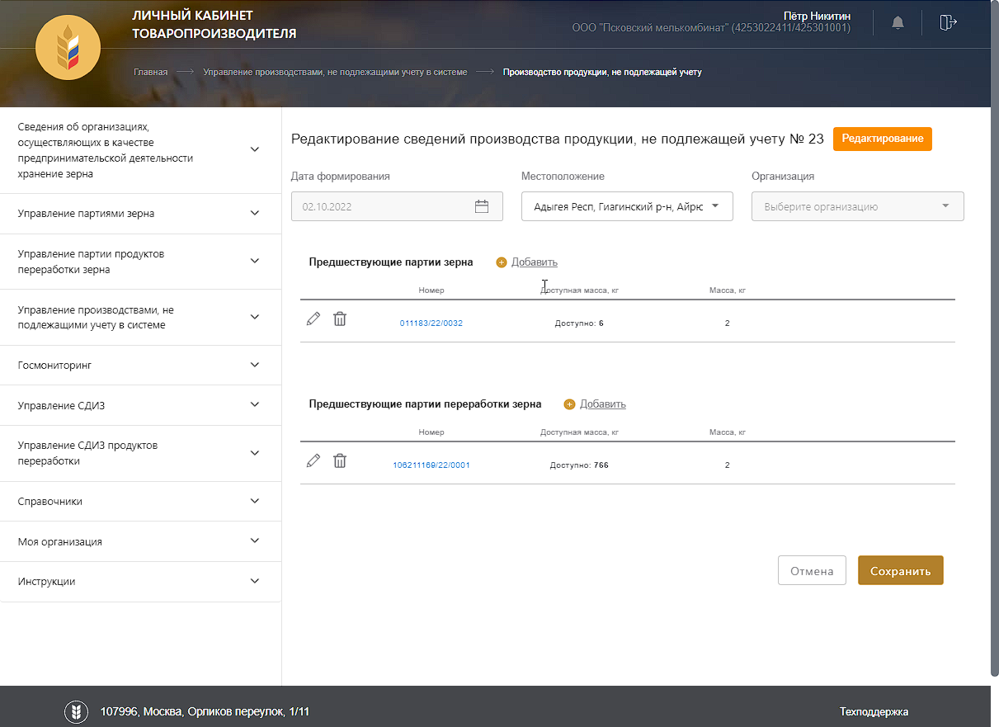 ЛИЧНЫЙ КАБИНЕТ
ТОВАРОПРОИЗВОДИТЕЛЯ
Пётр Никитин
ООО "Псковский мелькомбинат" (4253022411/425301001)
Главная
Управление производствами, не подлежащими учету в системе
Производство продукции, не подлежащей учету
Сведения об организациях,
осуществляющих в качестве
предпринимательской деятельности
хранение зерна
Управление партиями зерна
Управление партии продуктов
переработки зерна
Управление производствами, не
подлежащими учету в системе
Госмониторинг
Управление СДИЗ
Управление СДИЗ продуктов
переработки
Справочники
Моя организация
Инструкции
Редактирование сведений производства продукции, не подлежащей учету № 23
Редактирование
Дата формирования
Местоположение
Организация
02.10.2022
Адыгея Респ, Гиагинский р-н, Айрю
Выберите организацию
Предшествующие партии зерна
Добавить
Номер
Доступная масса, кг
Масса, кг
011183/22/0032
Доступно: 6
2
Предшествующие партии переработки зерна
Добавить
Номер
Доступная масса, кг
Масса, кг
106211169/22/0001
Доступно: 766
2
Отмена
Сохранить
107996, Москва, Орликов переулок, 1/11
Техподдержка